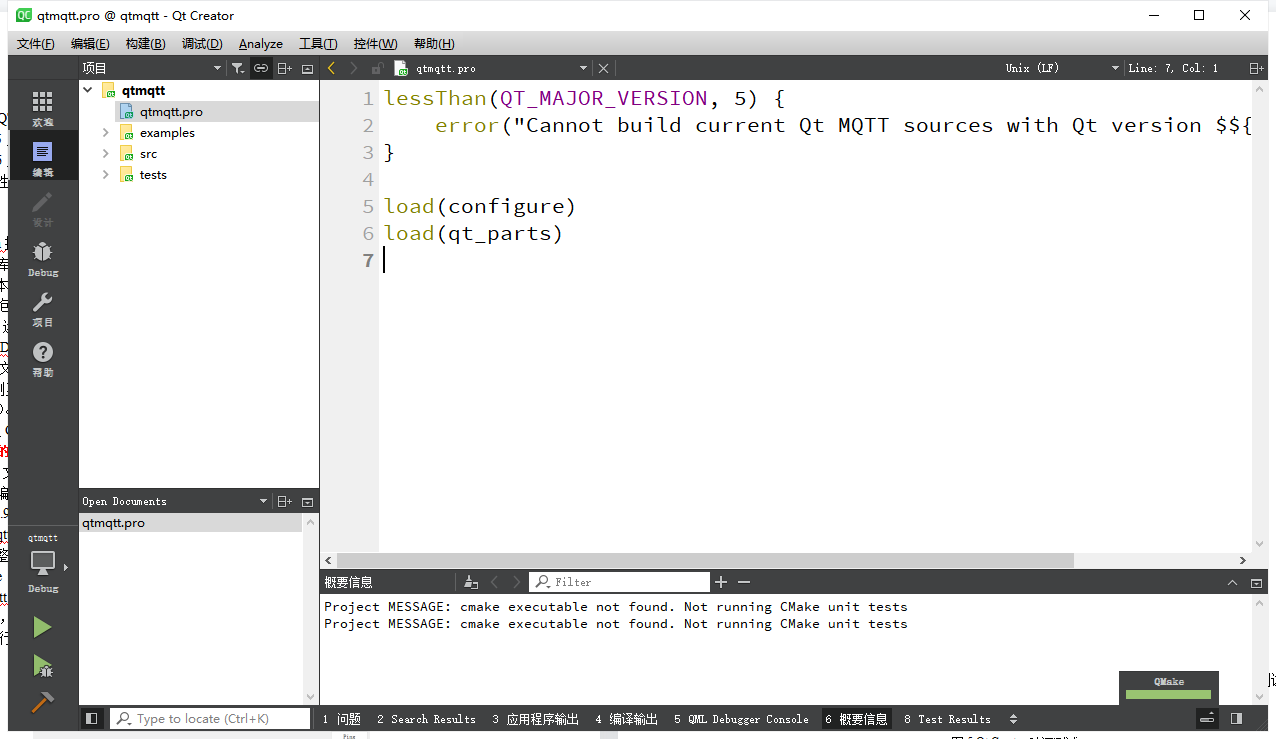 qtmqtt.pro @ qtmqtt - Qt Creator
文件(F) 编辑(E) 构建(B) 调试(D) Analyze 工具(T) 控件(W) 帮助(H)
项目
qtmqtt.pro
Unix (LF)
Line: 7, Col: 1
欢迎
编辑
设计
Debug
项目
帮助
qtmqtt
Debug
qtmqtt
qtmqtt.pro
examples
src
tests
1 lessThan(QT_MAJOR_VERSION, 5) {
2 error("Cannot build current Qt MQTT sources with Qt version $${
3 }
4
5 load(configure)
6 load(qt_parts)
7
Open Documents
qtmqtt.pro
概要信息
Filter
Project MESSAGE: cmake executable not found. Not running CMake unit tests
Project MESSAGE: cmake executable not found. Not running CMake unit tests
QMake
Type to locate (Ctrl+K)
1 问题 2 Search Results 3 应用程序输出 4 编译输出 5 QML Debugger Console 6 概要信息 8 Test Results